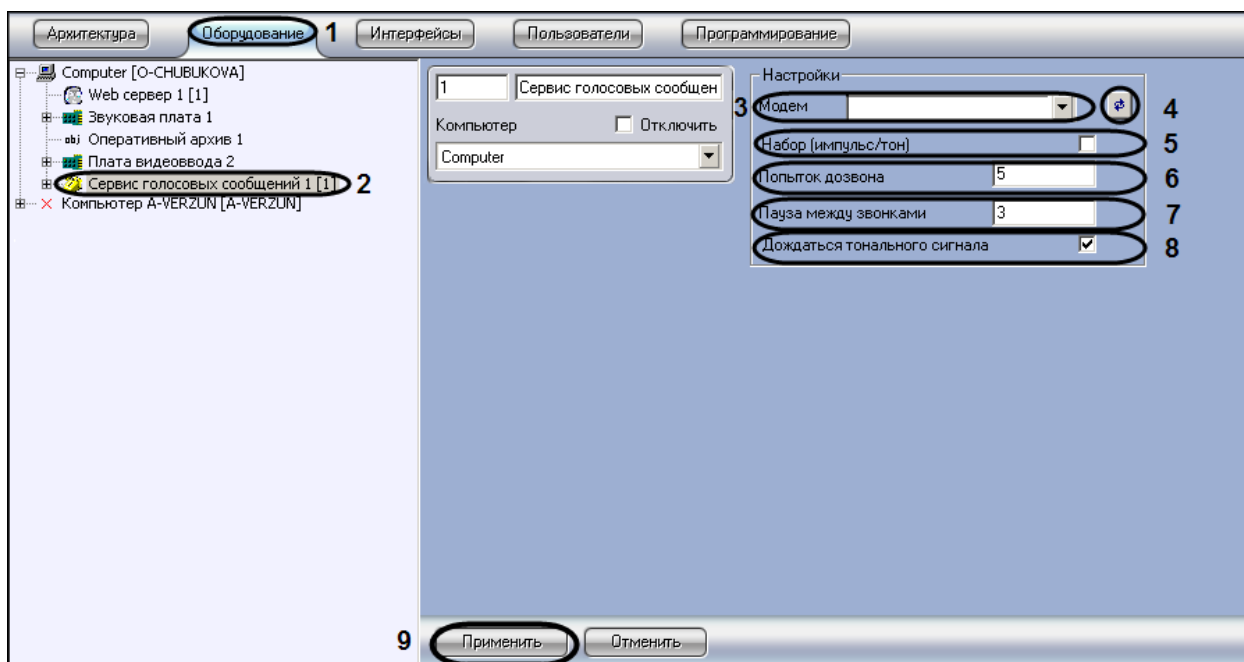 Архитектура Оборудование 1 Интерфейсы Пользователи Программирование
Computer [O-CHUBUKOVA]
Web сервер 1 [1]
Звуковая плата 1
obj Оперативный архив 1
Плата видеоввода 2
Сервис голосовых сообщений 1 [1] 2
Компьютер A-VERZUN [A-VERZUN]
1 Сервис голосовых сообщен
Компьютер Отключить
Computer
Настройки
3 Модем 4
Набор (импульс/тон) 5
Попыток дозвона 5 6
Пауза между звонками 3 7
Дождаться тонального сигнала 8
9 Применить Отменить